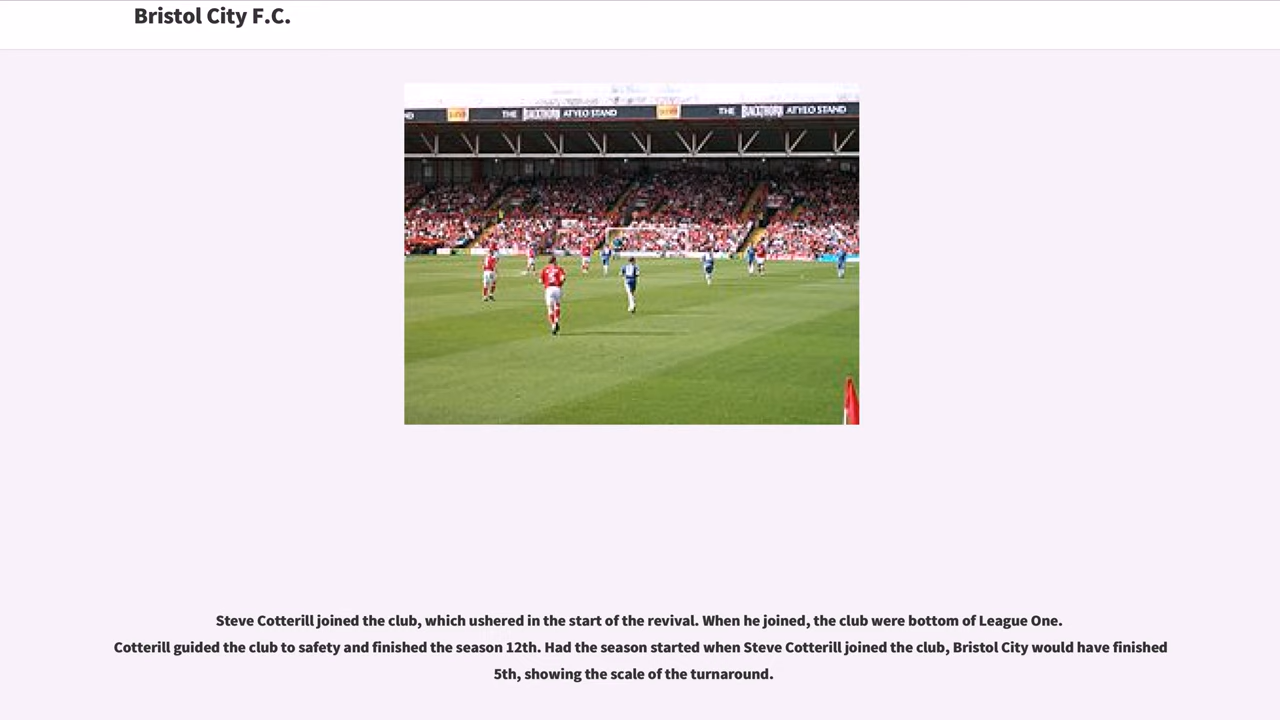 Bristol City F.C.
THE BLACKTHORN ATYEO STAND THE BLACKTHORN ATYEO STAND
Steve Cotterill joined the club, which ushered in the start of the revival. When he joined, the club were bottom of League One.
Cotterill guided the club to safety and finished the season 12th. Had the season started when Steve Cotterill joined the club, Bristol City would have finished
5th, showing the scale of the turnaround.